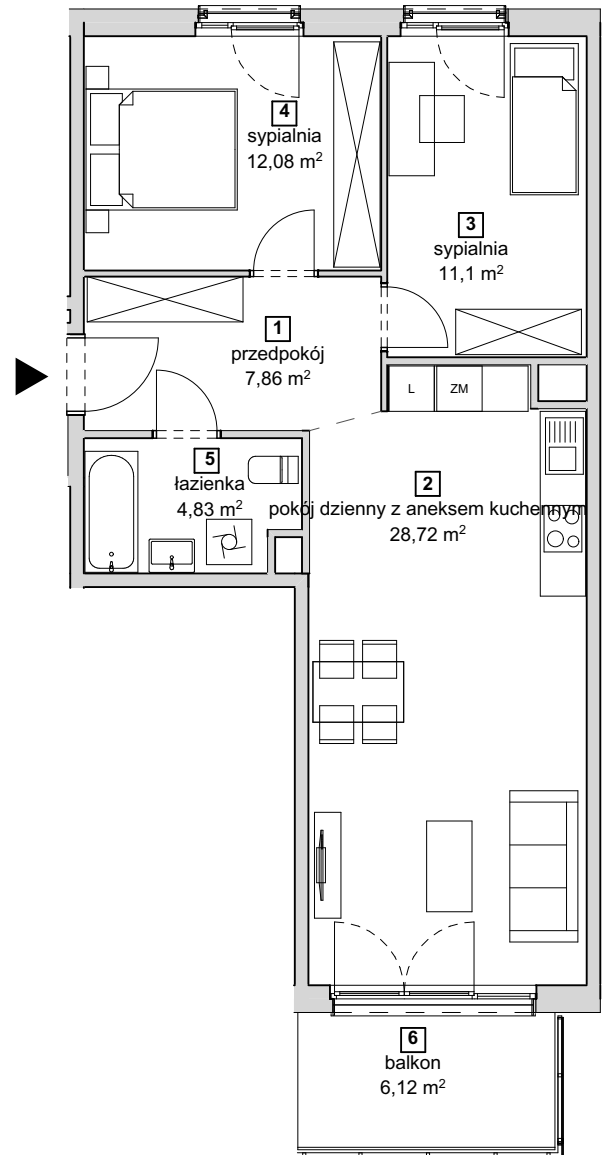 4
sypialnia
12,08 m²
3
sypialnia
11,1 m²
1
przedpokój
7,86 m²
L
ZM
5
łazienka
4,83 m²
2
pokój dzienny z aneksem kuchennym
28,72 m²
6
balkon
6,12 m²